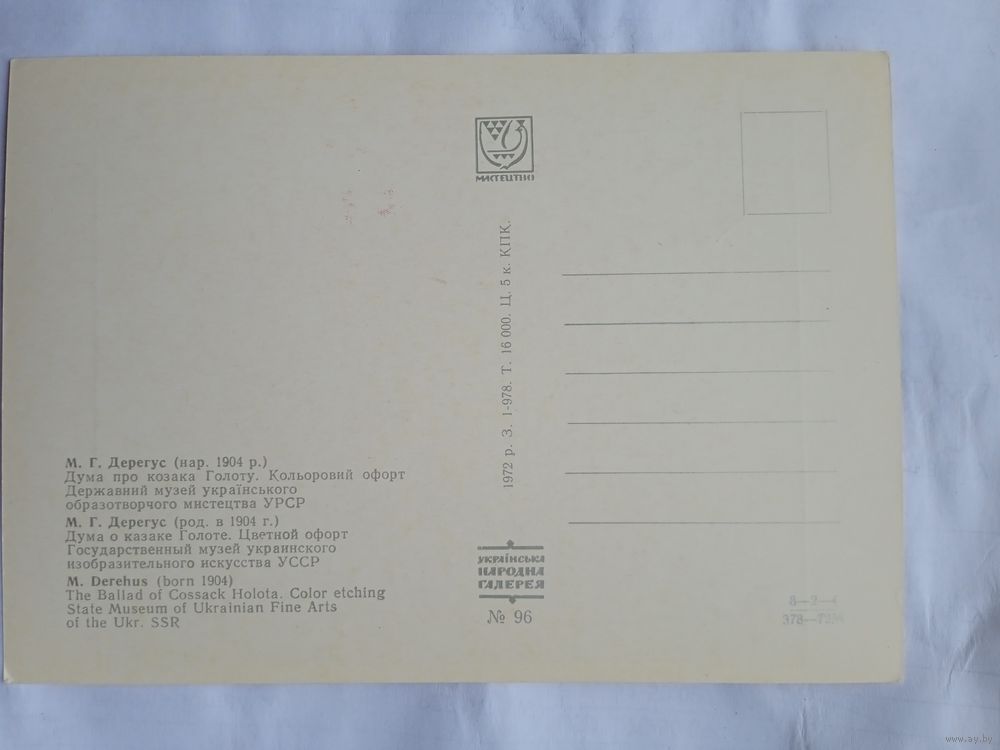 М. Г. Дерегус (нар. 1904 р.)
Дума про козака Голоту. Кольоровий офорт
Державний музей українського
образотворчого мистецтва УРСР
М. Г. Дерегус (род. в 1904 г.)
Дума о казаке Голоте. Цветной офорт
Государственный музей украинского
изобразительного искусства УССР
M. Derehus (born 1904)
The Ballad of Cossack Holota. Color etching
State Museum of Ukrainian Fine Arts
of the Ukr. SSR
МИСТЕЦТВО
1972 р. З. 1-978. Т. 16 000. Ц. 5 к. КПК.
УКРАЇНСЬКА
НАРОДНА
ГАЛЕРЕЯ
№ 96
www.ay.by